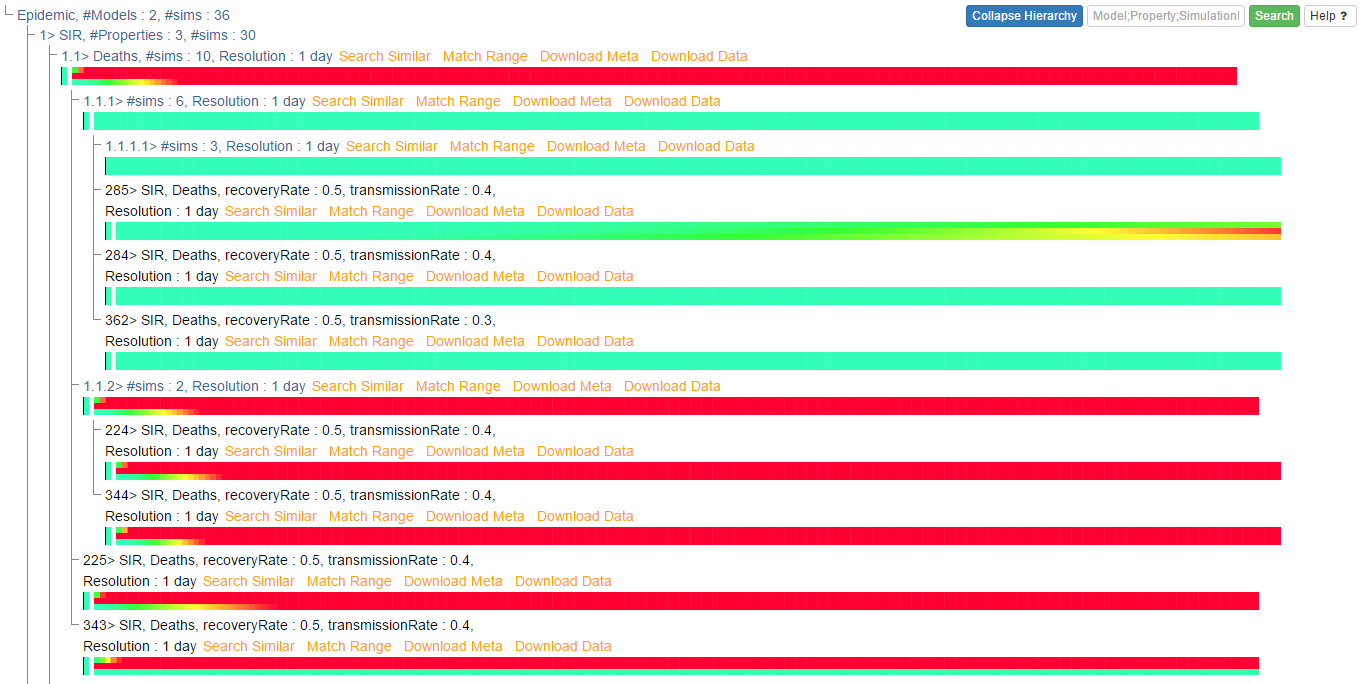 Epidemic, #Models : 2, #sims : 36
Collapse Hierarchy Model;Property;SimulationI Search Help ?
1> SIR, #Properties : 3, #sims : 30
1.1> Deaths, #sims : 10, Resolution : 1 day Search Similar Match Range Download Meta Download Data
1.1.1> #sims : 6, Resolution : 1 day Search Similar Match Range Download Meta Download Data
1.1.1.1> #sims : 3, Resolution : 1 day Search Similar Match Range Download Meta Download Data
285> SIR, Deaths, recoveryRate : 0.5, transmissionRate : 0.4,
Resolution : 1 day Search Similar Match Range Download Meta Download Data
284> SIR, Deaths, recoveryRate : 0.5, transmissionRate : 0.4,
Resolution : 1 day Search Similar Match Range Download Meta Download Data
362> SIR, Deaths, recoveryRate : 0.5, transmissionRate : 0.3,
Resolution : 1 day Search Similar Match Range Download Meta Download Data
1.1.2> #sims : 2, Resolution : 1 day Search Similar Match Range Download Meta Download Data
224> SIR, Deaths, recoveryRate : 0.5, transmissionRate : 0.4,
Resolution : 1 day Search Similar Match Range Download Meta Download Data
344> SIR, Deaths, recoveryRate : 0.5, transmissionRate : 0.4,
Resolution : 1 day Search Similar Match Range Download Meta Download Data
225> SIR, Deaths, recoveryRate : 0.5, transmissionRate : 0.4,
Resolution : 1 day Search Similar Match Range Download Meta Download Data
343> SIR, Deaths, recoveryRate : 0.5, transmissionRate : 0.4,
Resolution : 1 day Search Similar Match Range Download Meta Download Data